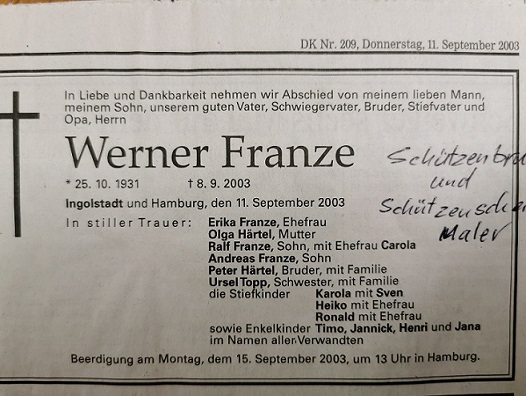 DK Nr. 209, Donnerstag, 11. September 2003
In Liebe und Dankbarkeit nehmen wir Abschied von meinem lieben Mann,
meinem Sohn, unserem guten Vater, Schwiegervater, Bruder, Stiefvater und
Opa, Herrn
Werner Franze
* 25. 10. 1931 † 8. 9. 2003
Ingolstadt und Hamburg, den 11. September 2003
In stiller Trauer: Erika Franze, Ehefrau
Olga Härtel, Mutter
Ralf Franze, Sohn, mit Ehefrau Carola
Andreas Franze, Sohn
Peter Härtel, Bruder, mit Familie
Ursel Topp, Schwester, mit Familie
die Stiefkinder Karola mit Sven
Heiko mit Ehefrau
Ronald mit Ehefrau
sowie Enkelkinder Timo, Jannick, Henri und Jana
im Namen aller Verwandten
Beerdigung am Montag, dem 15. September 2003, um 13 Uhr in Hamburg.
und
Maler